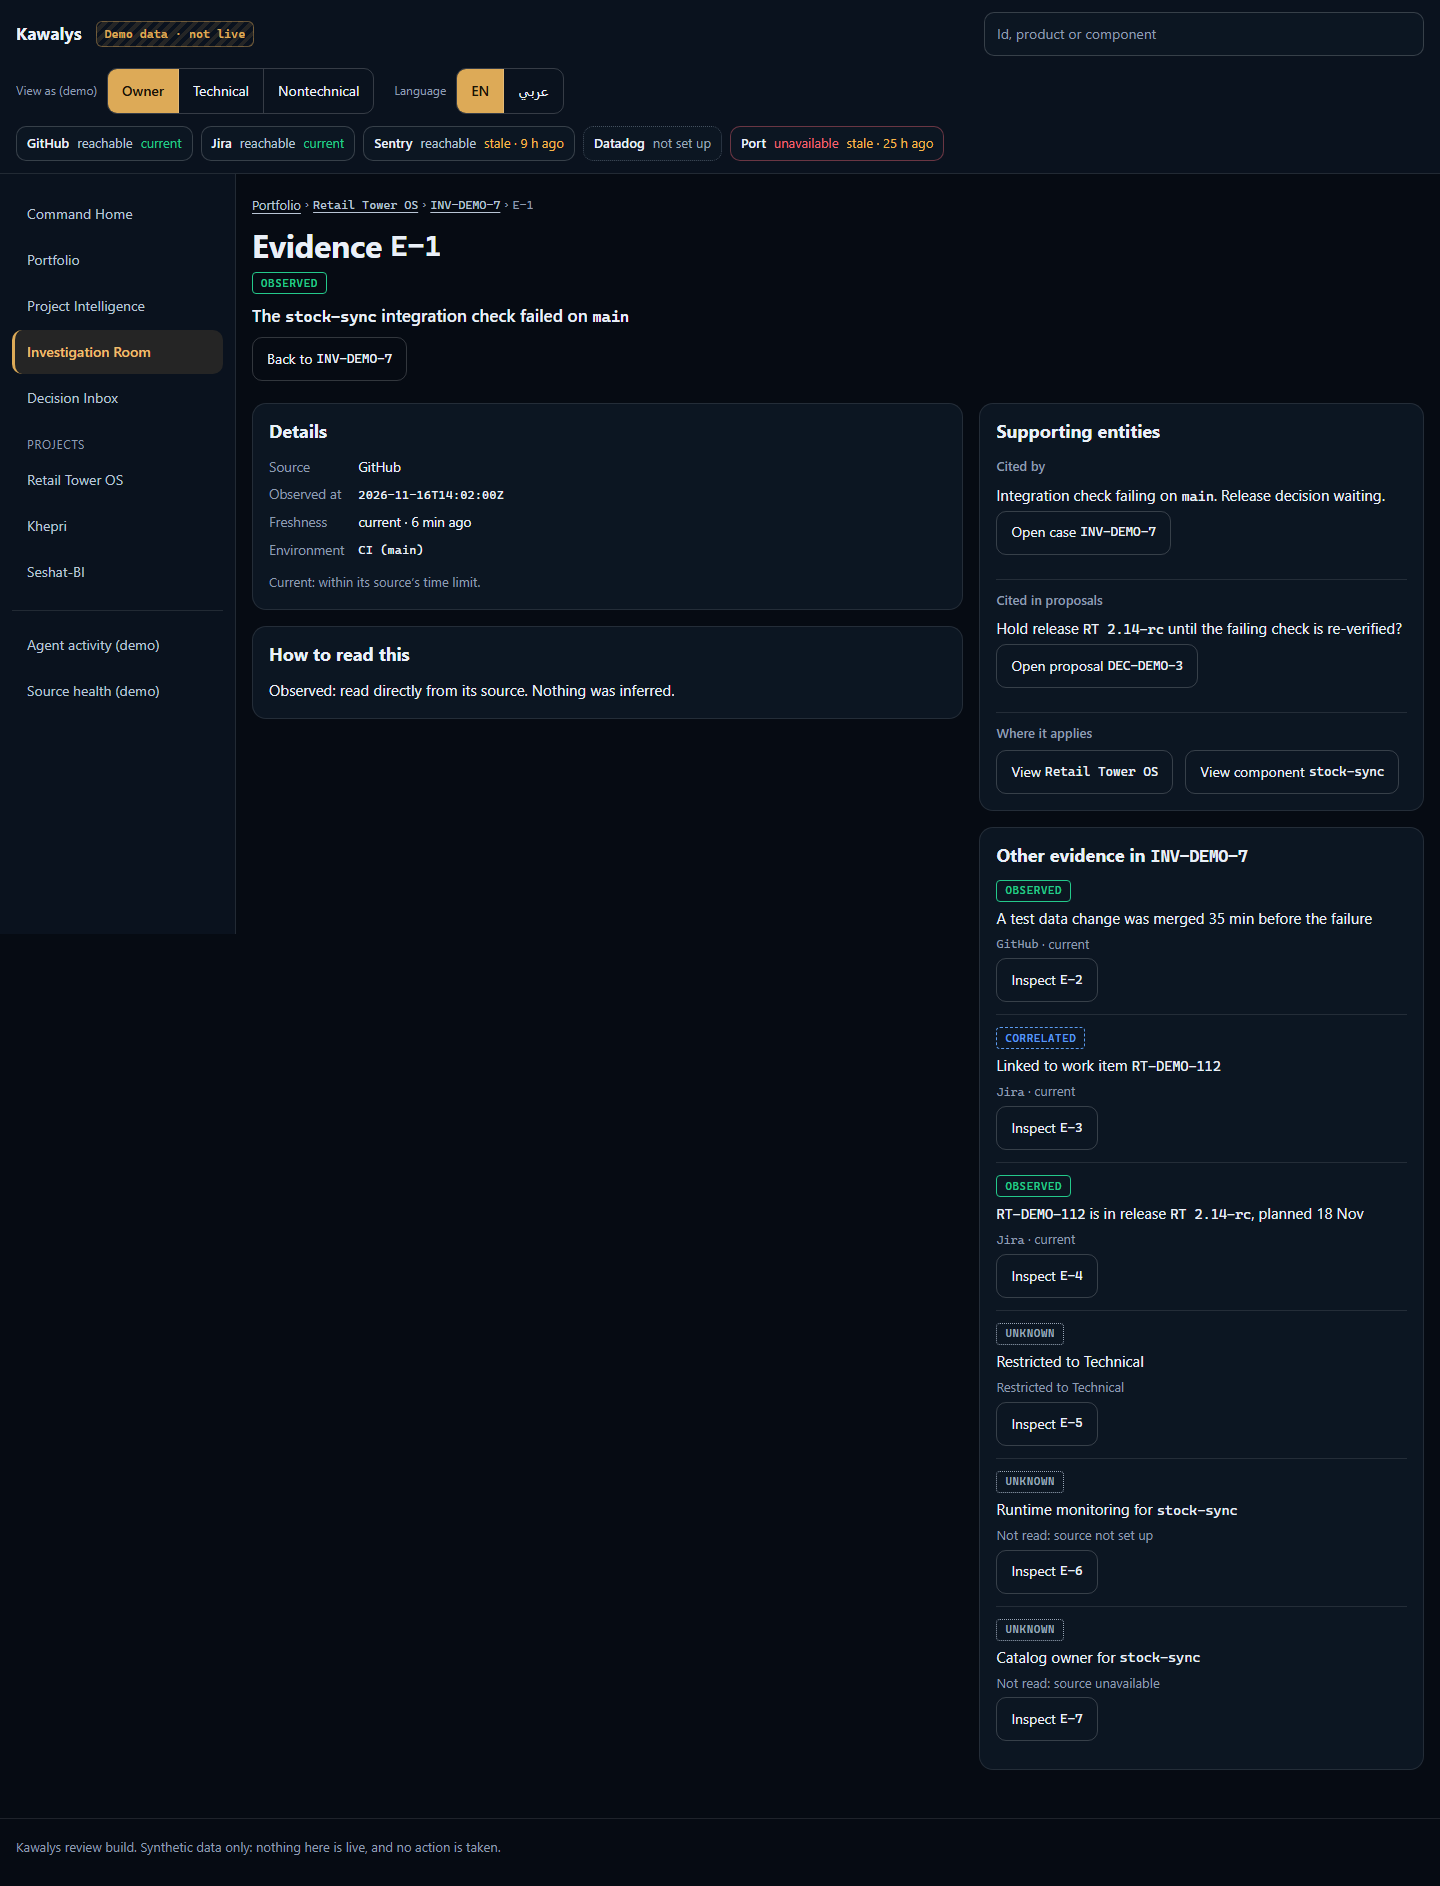 Kawalys Demo data · not live
Id, product or component
View as (demo) Owner Technical Nontechnical Language EN عربي
GitHub reachable current Jira reachable current Sentry reachable stale · 9 h ago Datadog not set up Port unavailable stale · 25 h ago
Command Home
Portfolio
Project Intelligence
Investigation Room
Decision Inbox
PROJECTS
Retail Tower OS
Khepri
Seshat-BI
Agent activity (demo)
Source health (demo)
Portfolio › Retail Tower OS › INV-DEMO-7 › E-1
Evidence E-1
OBSERVED
The stock-sync integration check failed on main
Back to INV-DEMO-7
Details
Source GitHub
Observed at 2026-11-16T14:02:00Z
Freshness current · 6 min ago
Environment CI (main)
Current: within its source's time limit.
How to read this
Observed: read directly from its source. Nothing was inferred.
Supporting entities
Cited by
Integration check failing on main. Release decision waiting.
Open case INV-DEMO-7
Cited in proposals
Hold release RT 2.14-rc until the failing check is re-verified?
Open proposal DEC-DEMO-3
Where it applies
View Retail Tower OS View component stock-sync
Other evidence in INV-DEMO-7
OBSERVED
A test data change was merged 35 min before the failure
GitHub · current
Inspect E-2
CORRELATED
Linked to work item RT-DEMO-112
Jira · current
Inspect E-3
OBSERVED
RT-DEMO-112 is in release RT 2.14-rc, planned 18 Nov
Jira · current
Inspect E-4
UNKNOWN
Restricted to Technical
Restricted to Technical
Inspect E-5
UNKNOWN
Runtime monitoring for stock-sync
Not read: source not set up
Inspect E-6
UNKNOWN
Catalog owner for stock-sync
Not read: source unavailable
Inspect E-7
Kawalys review build. Synthetic data only: nothing here is live, and no action is taken.